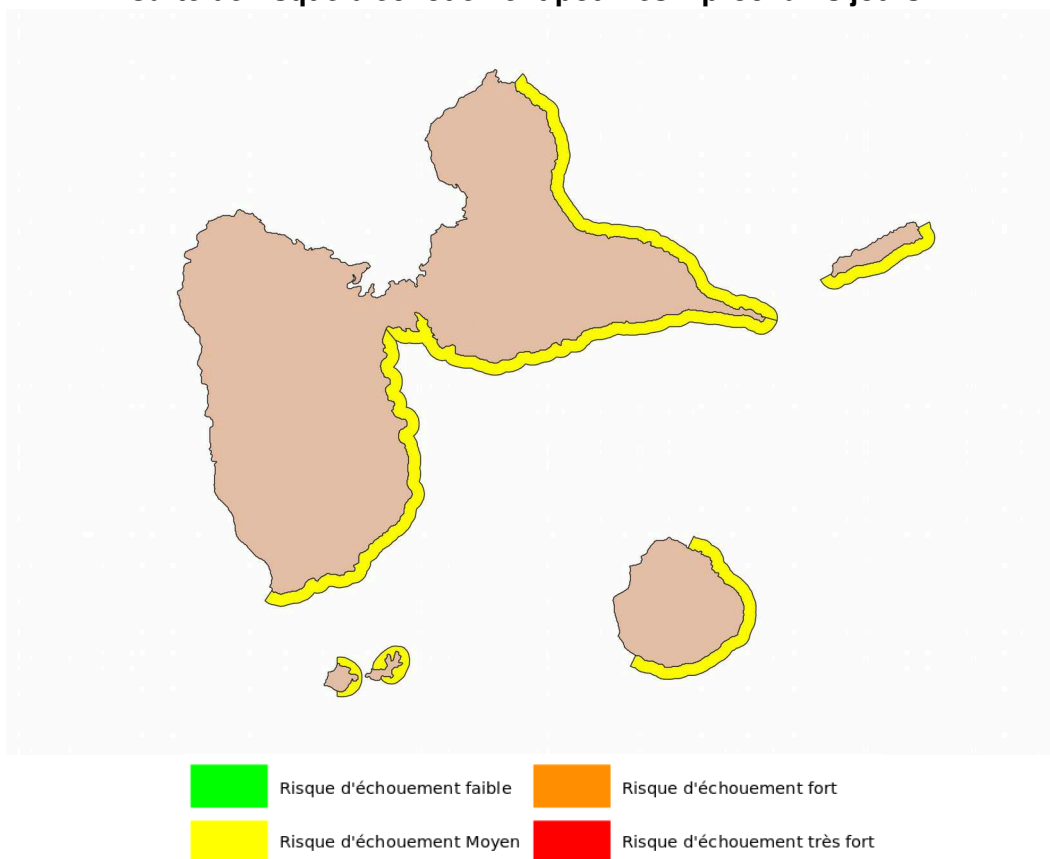 Risque d'échouement faible
Risque d'échouement fort
Risque d'échouement Moyen
Risque d'échouement très fort